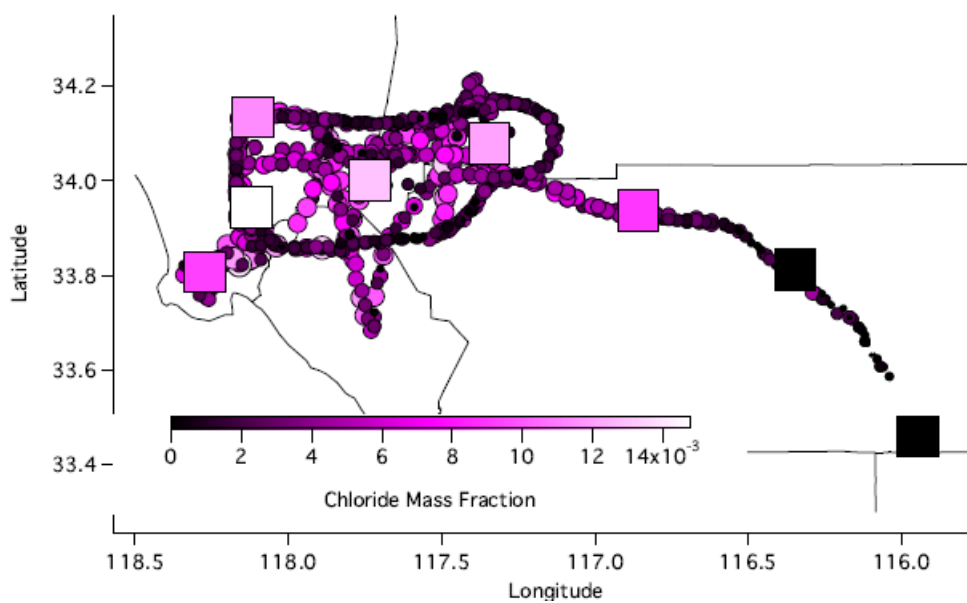 34.2
34.0
33.8
33.6
33.4
Latitude
0 2 4 6 8 10 12 14x10⁻³
Chloride Mass Fraction
118.5 118.0 117.5 117.0 116.5 116.0
Longitude